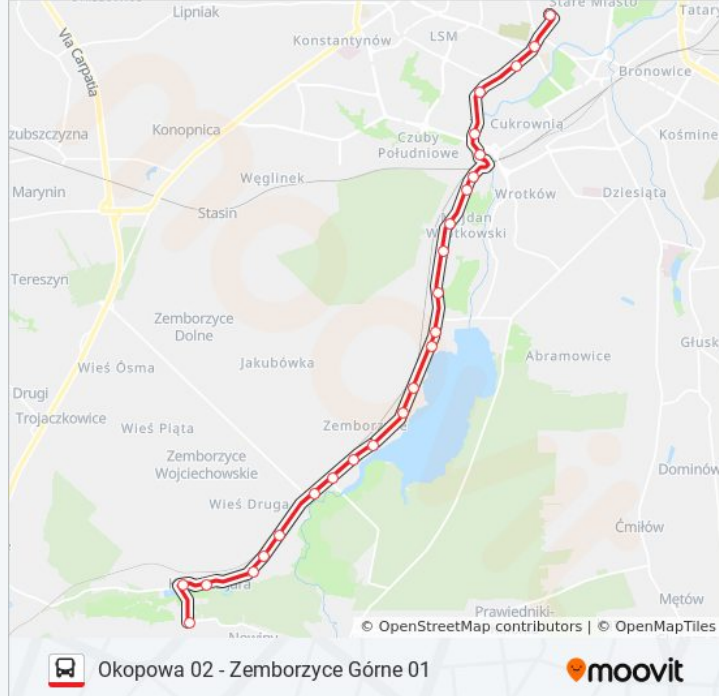 Lipniak
Stare Miasto
Tatary
Konstantynów
LSM
Via Carpatia
Bronowice
Konopnica
Cukrownia
Czuby
Południowe
Węglinek
Wrotków
Dziesiąta
Marynin
Stasin
Tereszyn
Zemborzyce
Dolne
Głusk
Abramowice
Jakubówka
Wieś Ósma
Drugi
Trojaczkowice
Wieś Piąta
Zemborzyce
Wojciechowskie
Dominów
Wieś Druga
Ćmiłów
Mętów
Prawiedniki-
Nowiny
© OpenStreetMap contributors | © OpenMapTiles
Okopowa 02 - Zemborzyce Górne 01
moovit